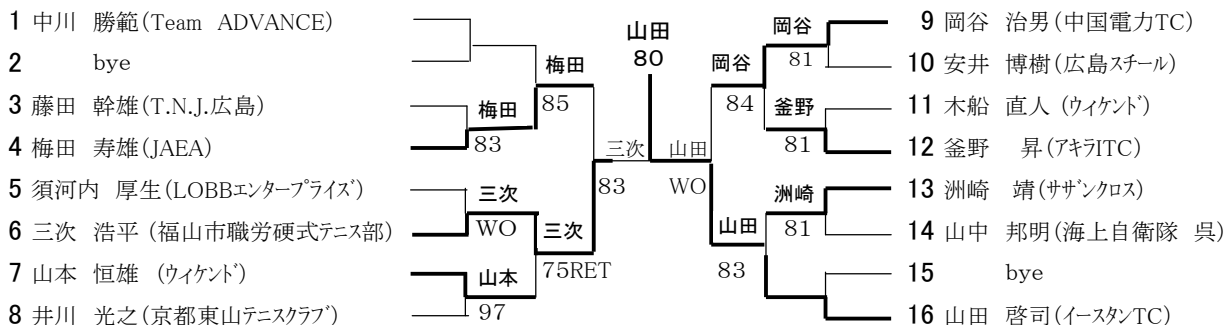 1 中川 勝範(Team ADVANCE)
2 bye
3 藤田 幹雄(T.N.J.広島)
4 梅田 寿雄(JAEA)
5 須河内 厚生(LOBBエンタープライズ)
6 三次 浩平 (福山市職労硬式テニス部)
7 山本 恒雄 (ウィケンド)
8 井川 光之(京都東山テニスクラブ)
梅田
83
三次
WO
山本
97
梅田
85
三次
75RET
三次
83
山田
80
山田
WO
岡谷
84
山田
83
岡谷
81
釜野
81
洲崎
81
9 岡谷 治男(中国電力TC)
10 安井 博樹(広島スチール)
11 木船 直人 (ウィケンド)
12 釜野 昇(アキラITC)
13 洲崎 靖(サザンクロス)
14 山中 邦明(海上自衛隊 呉)
15 bye
16 山田 啓司(イースタンTC)